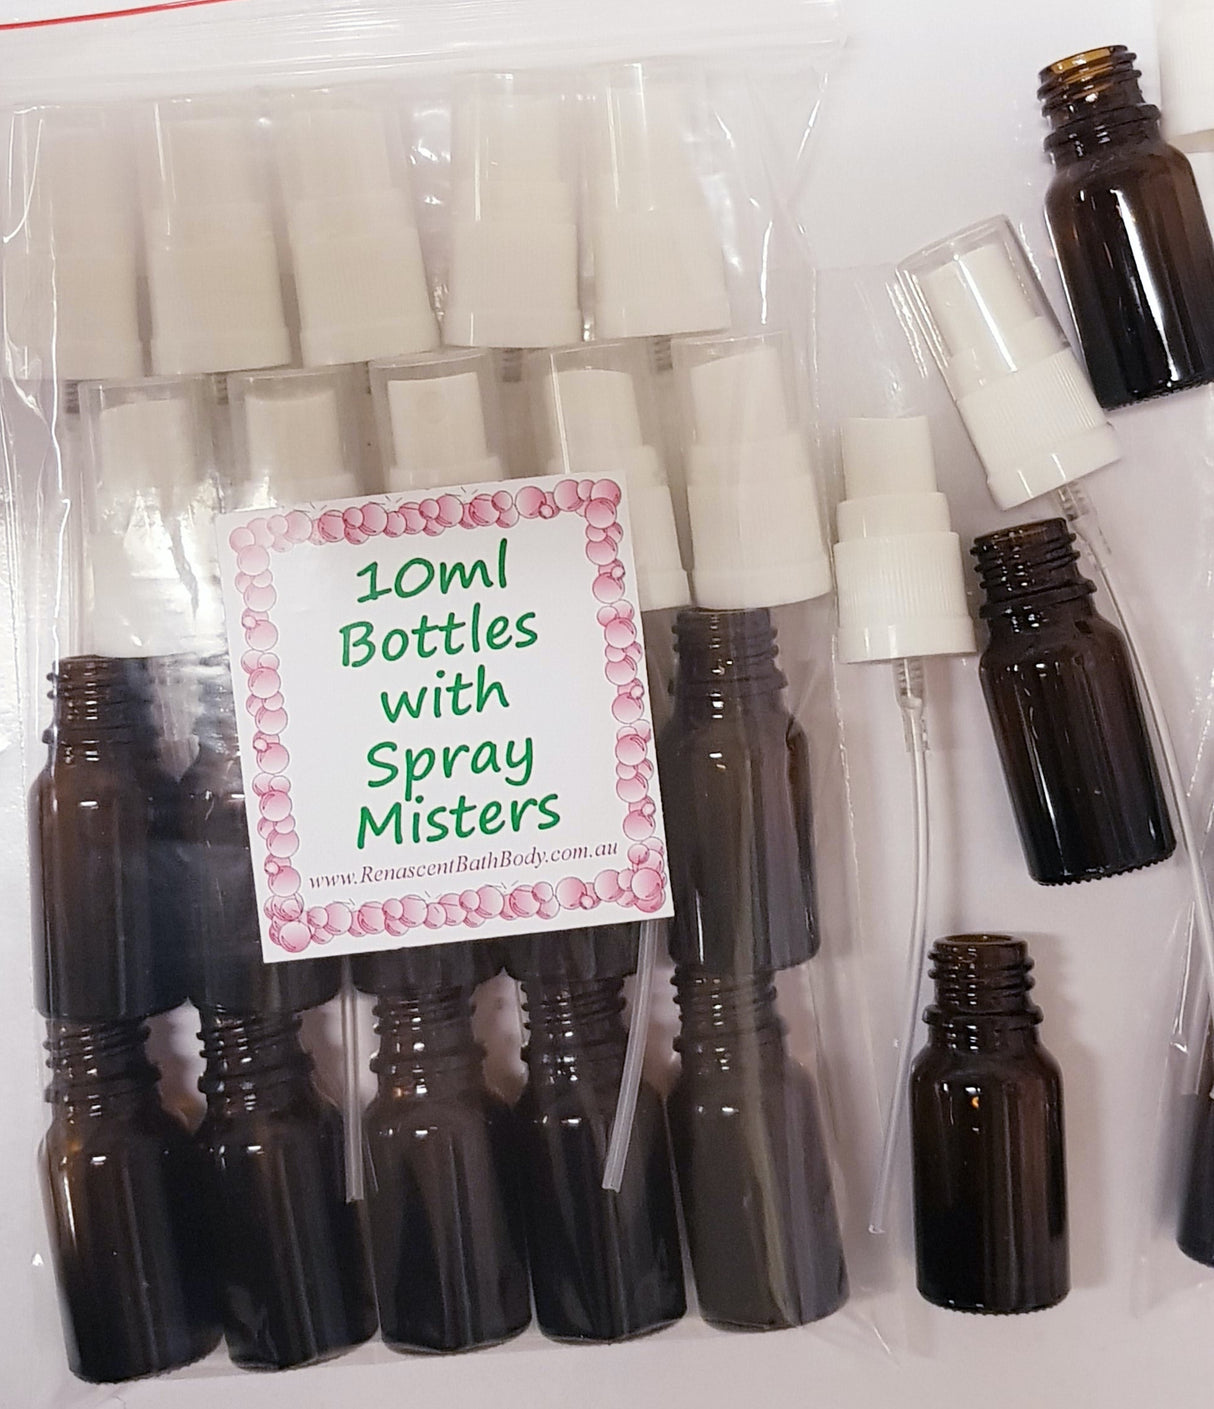 10ml
Bottles
with
Spray
Misters
www.RenascentBathBody.com.au